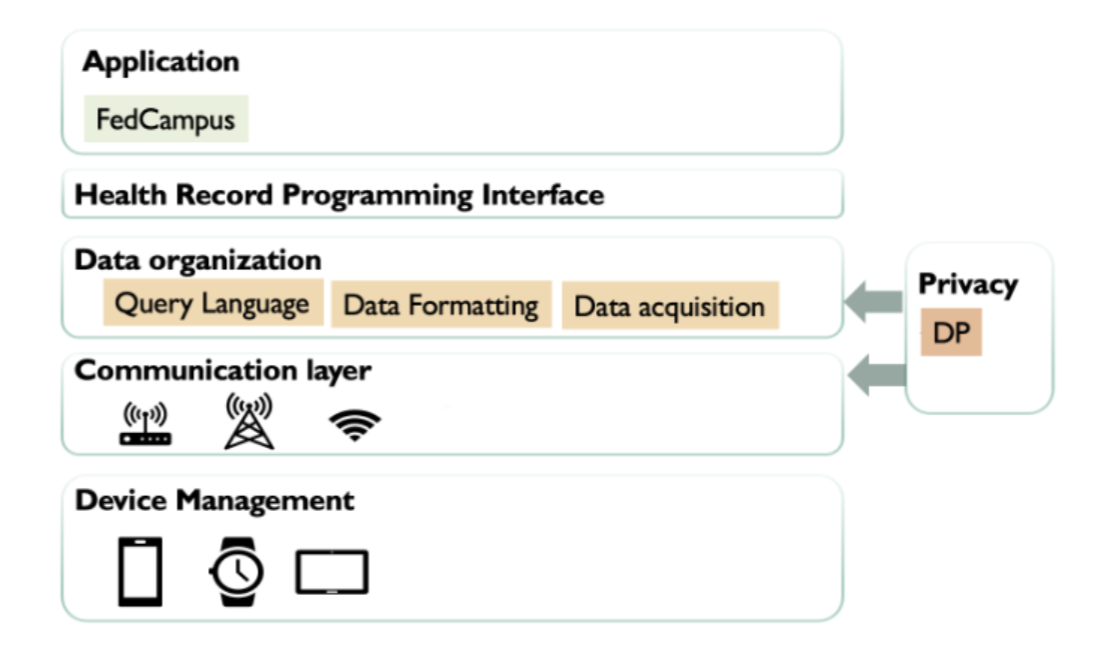 Application
FedCampus
Health Record Programming Interface
Data organization
Query Language
Data Formatting
Data acquisition
Privacy
DP
Communication layer
Device Management